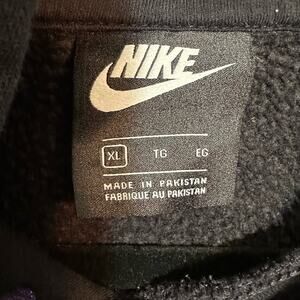 NIKE
XL TG EG
MADE IN PAKISTAN
FABRIQUE AU PAKISTAN